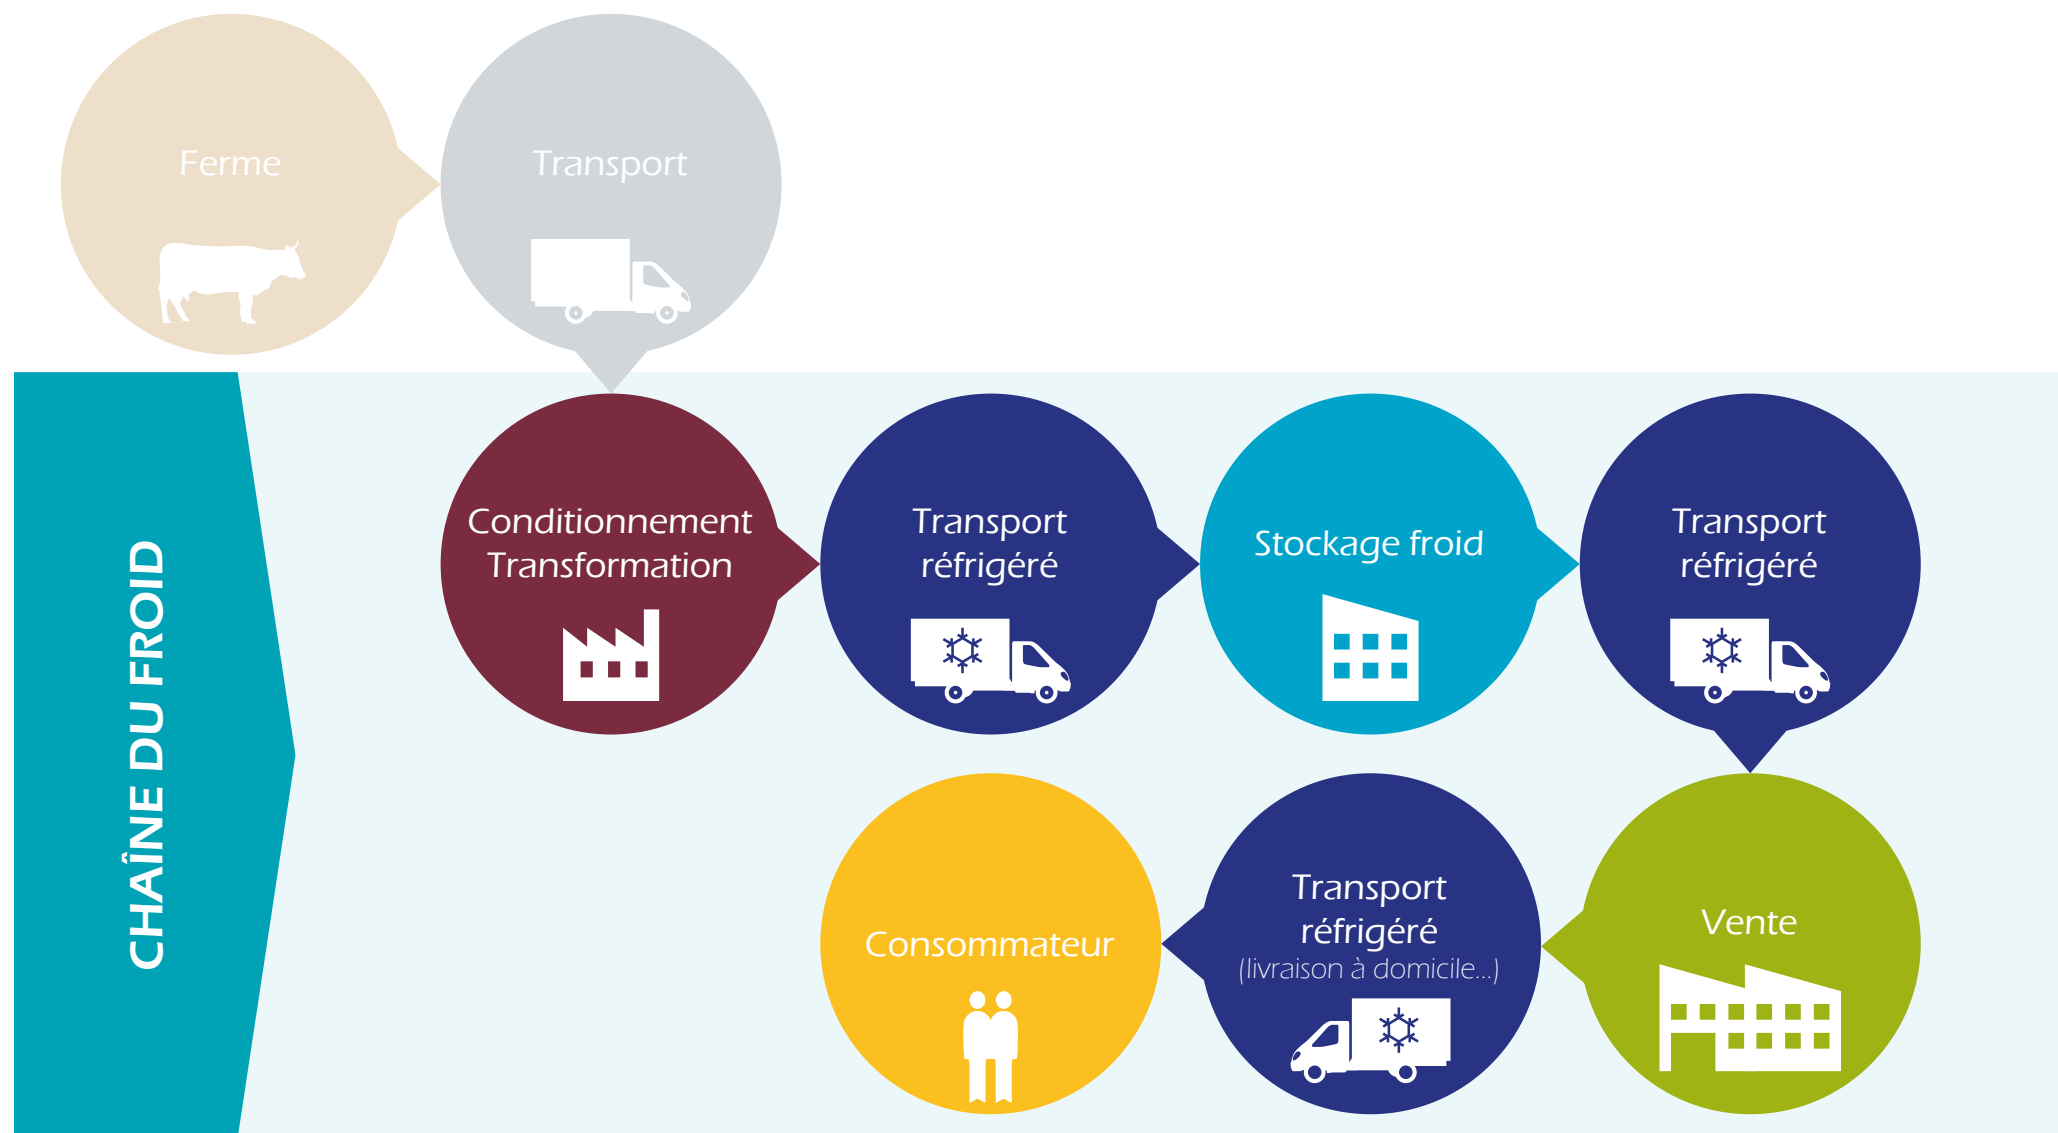 Ferme
Transport
CHAÎNE DU FROID
Conditionnement
Transformation
Transport
réfrigéré
Stockage froid
Transport
réfrigéré
Vente
Transport
réfrigéré
(livraison à domicile...)
Consommateur